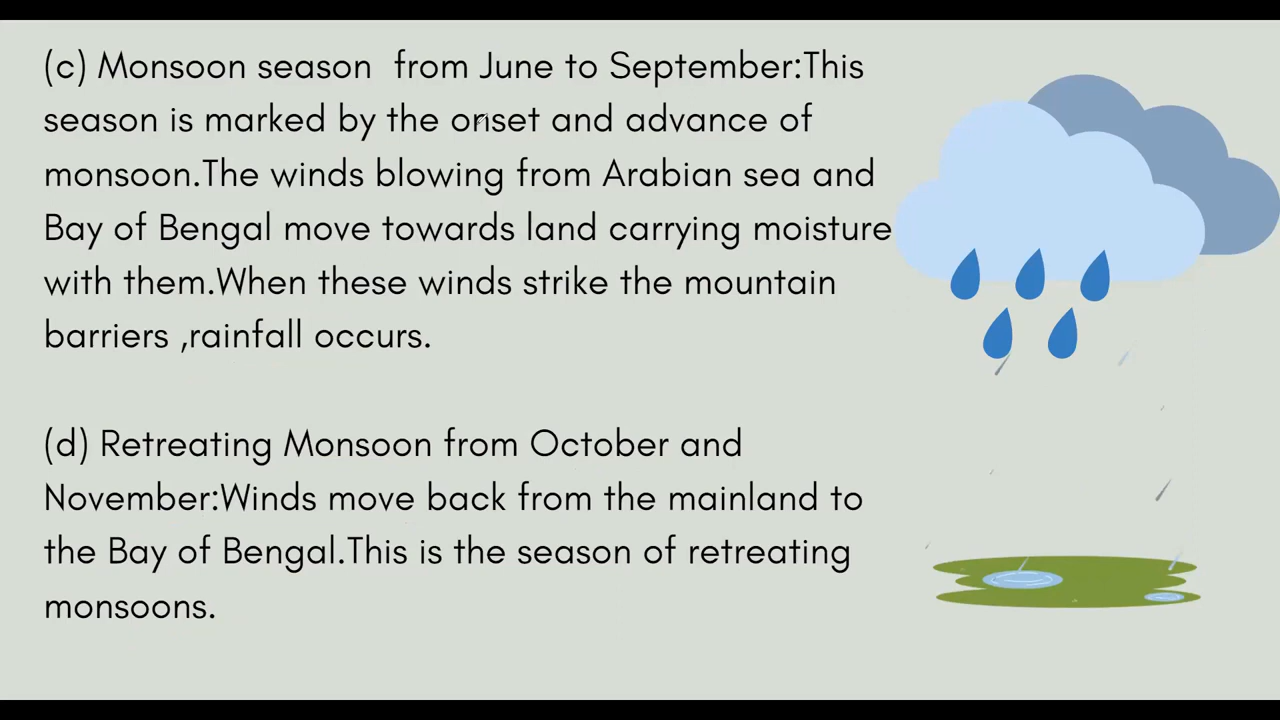 (c) Monsoon season  from June to September:This
season is marked by the onset and advance of
monsoon.The winds blowing from Arabian sea and
Bay of Bengal move towards land carrying moisture
with them.When these winds strike the mountain
barriers ,rainfall occurs.
(d) Retreating Monsoon from October and
November:Winds move back from the mainland to
the Bay of Bengal.This is the season of retreating
monsoons.